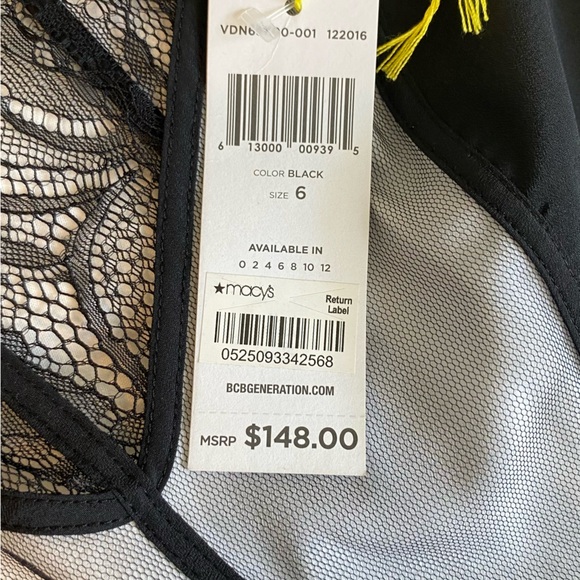 122016
6 13000 00939 5
COLOR BLACK
SIZE 6
AVAILABLE IN
0 2 4 6 8 10 12
★macy's
Return
Label
0525093342568
BCBGENERATION.COM
MSRP $148.00